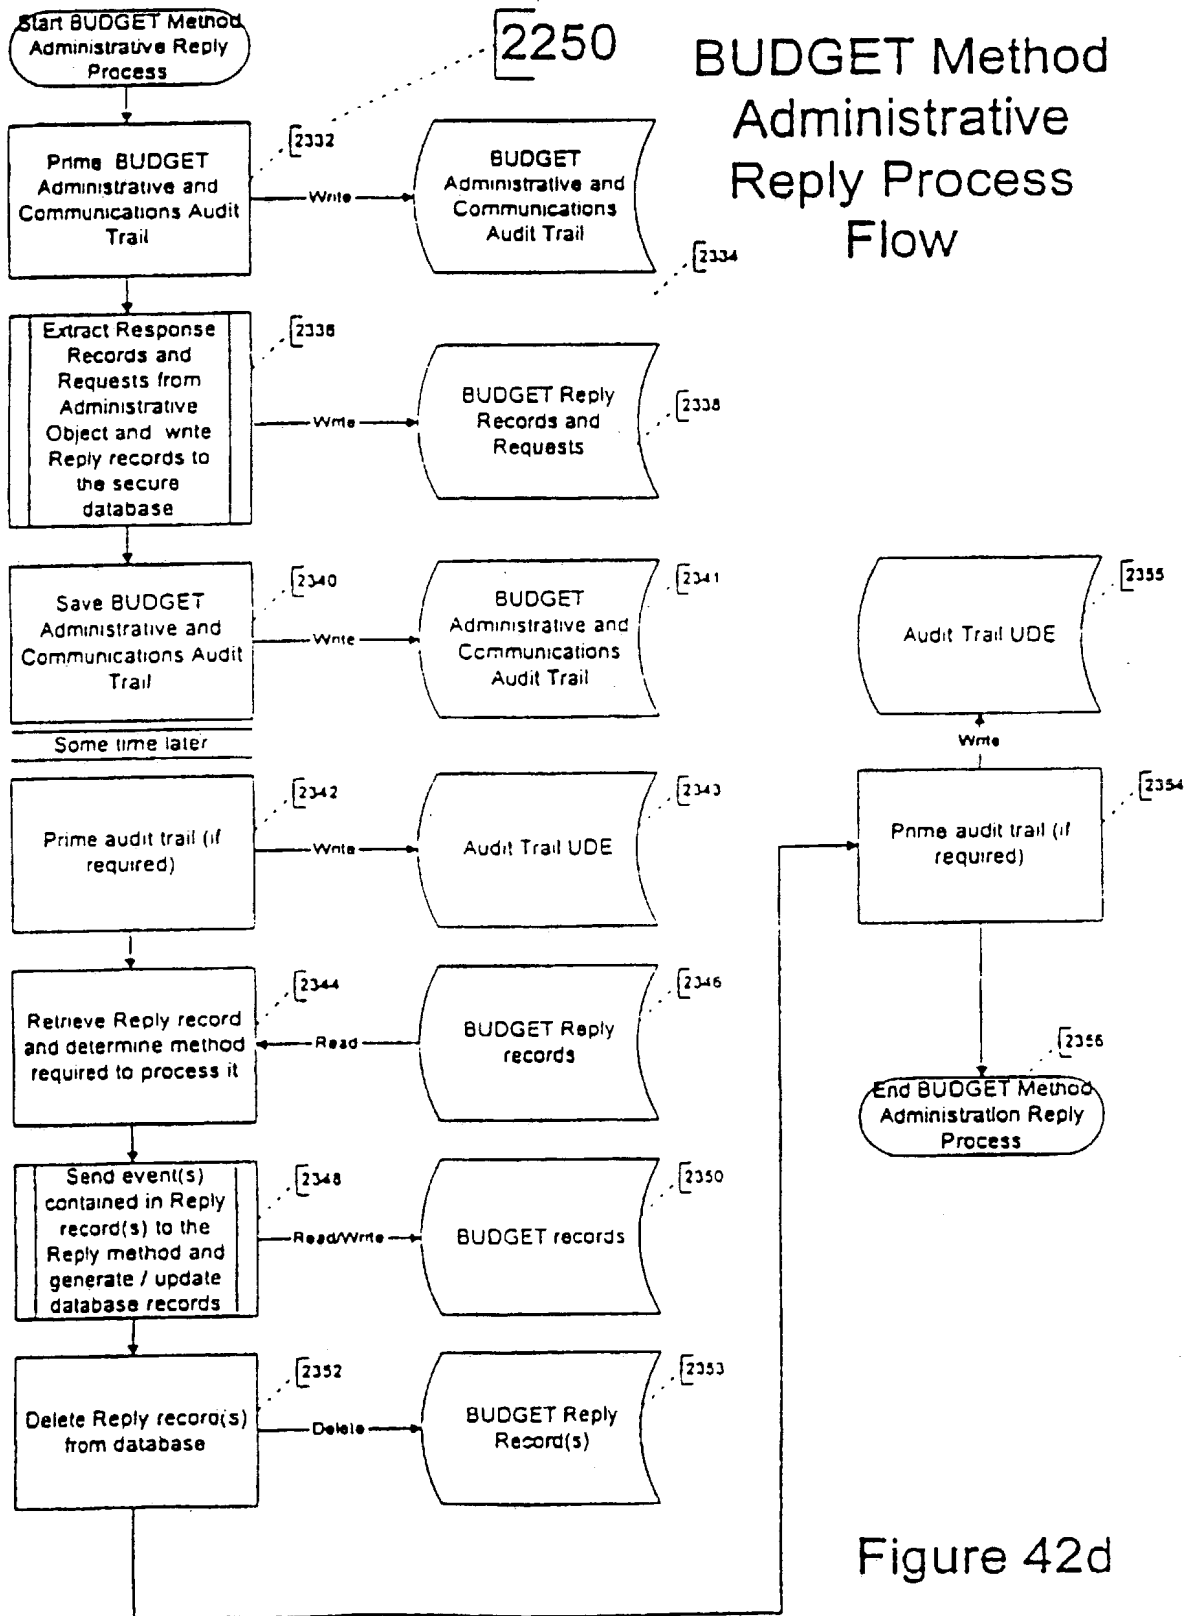 Start BUDGET Method
Administrative Reply
Process
2250
BUDGET Method
Administrative
Reply Process
Flow
Prime BUDGET
Administrative and
Communications Audit
Trail
2332
Write
BUDGET
Administrative and
Communications
Audit Trail
2334
Extract Response
Records and
Requests from
Administrative
Object and write
Reply records to
the secure
database
2336
Write
BUDGET Reply
Records and
Requests
2338
Save BUDGET
Administrative and
Communications Audit
Trail
2340
Write
BUDGET
Administrative and
Communications
Audit Trail
2341
Some time later
Prime audit trail (if
required)
2342
Write
Audit Trail UDE
2343
Retrieve Reply record
and determine method
required to process it
2344
Read
BUDGET Reply
records
2346
Send event(s)
contained in Reply
record(s) to the
Reply method and
generate / update
database records
2348
Read/Write
BUDGET records
2350
Delete Reply record(s)
from database
2352
Delete
BUDGET Reply
Record(s)
2353
Audit Trail UDE
2355
Write
Prime audit trail (if
required)
2354
2356
End BUDGET Method
Administration Reply
Process
Figure 42d